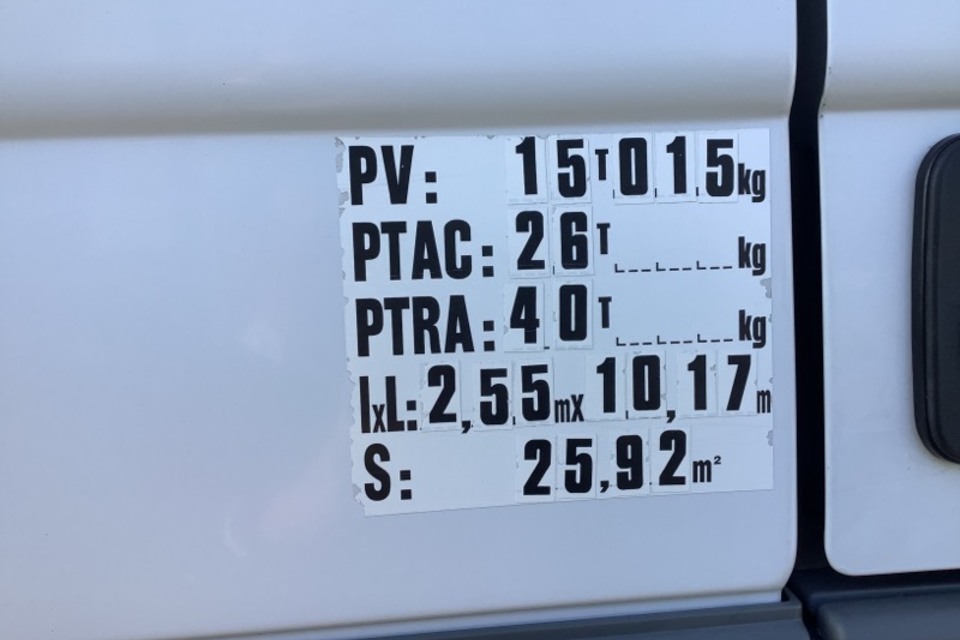 PV: 15T015kg
PTAC: 26T kg
PTRA: 40T kg
lxL: 2,55mx 10,17m
S: 25,92m²